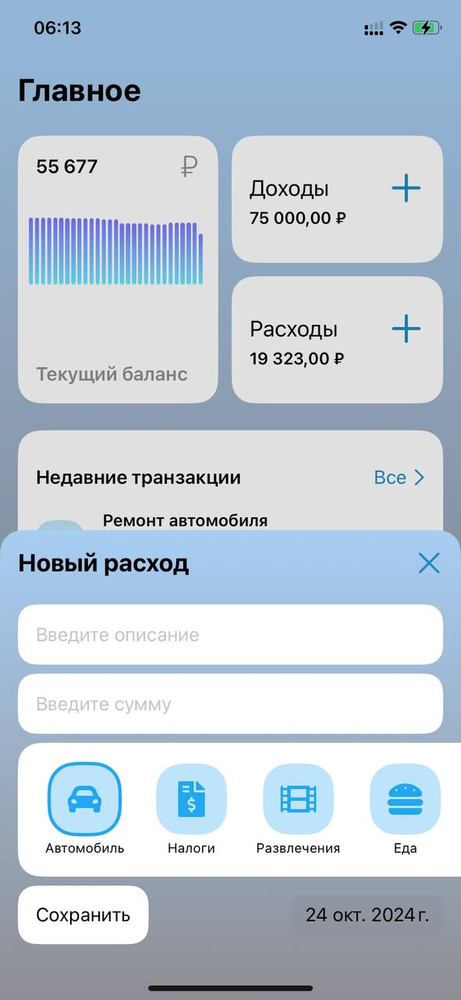 06:13
Главное
55 677 ₽
Текущий баланс
Доходы
75 000,00 ₽
Расходы
19 323,00 ₽
Недавние транзакции
Все
Ремонт автомобиля
Новый расход
Введите описание
Введите сумму
Автомобиль
Налоги
Развлечения
Еда
Сохранить
24 окт. 2024 г.